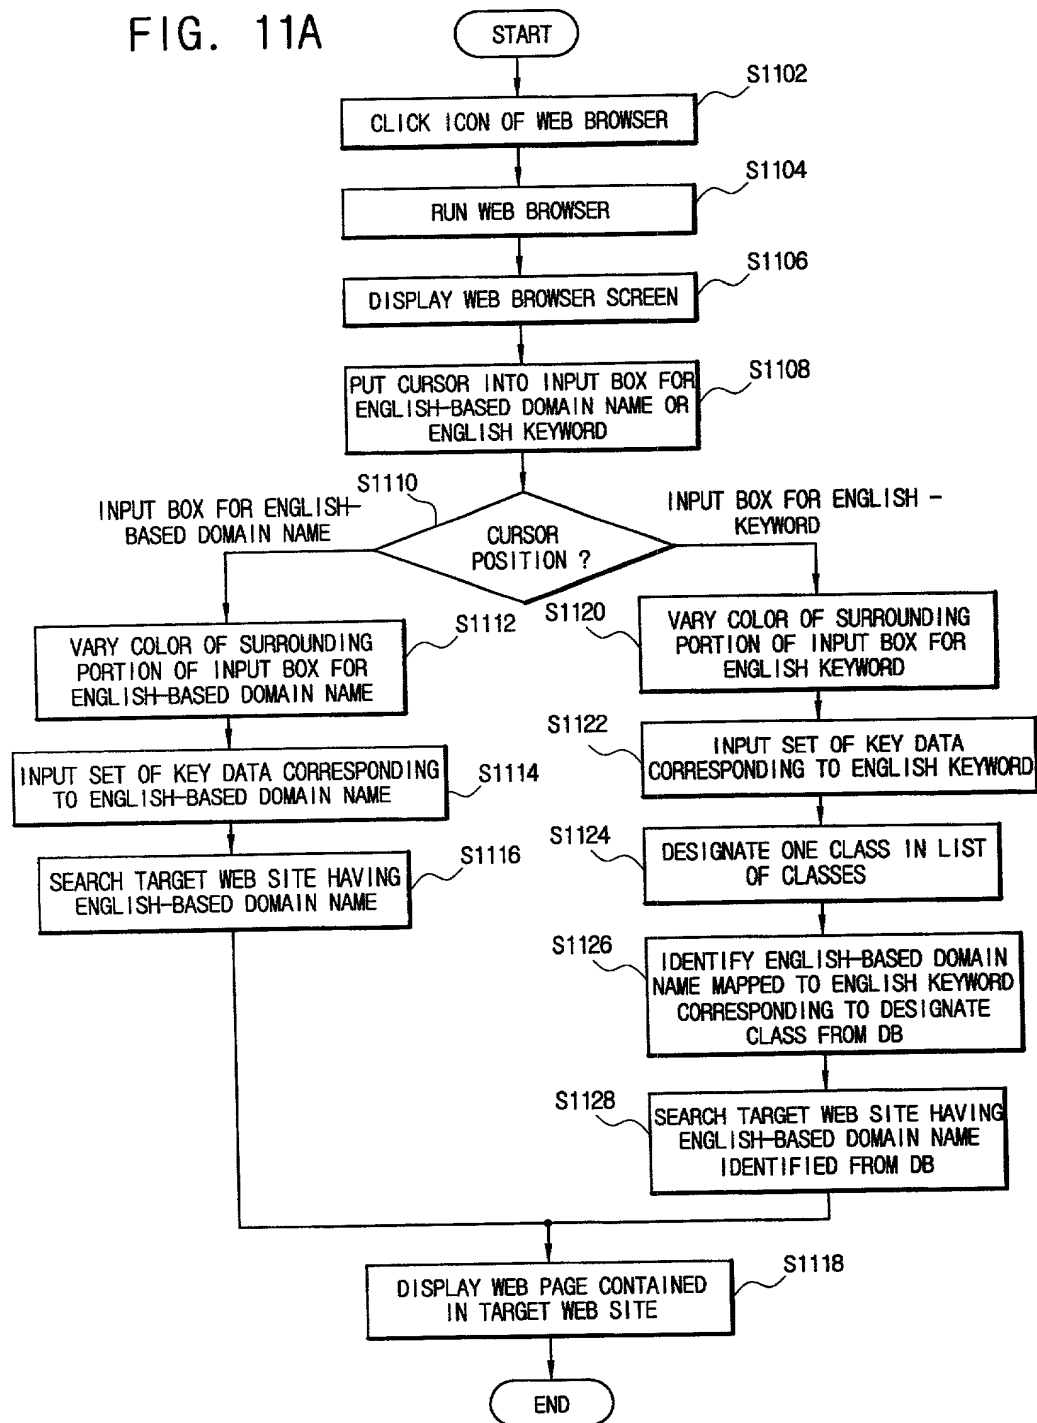 FIG. 11A
START
S1102
CLICK ICON OF WEB BROWSER
S1104
RUN WEB BROWSER
S1106
DISPLAY WEB BROWSER SCREEN
S1108
PUT CURSOR INTO INPUT BOX FOR
ENGLISH-BASED DOMAIN NAME OR
ENGLISH KEYWORD
S1110
INPUT BOX FOR ENGLISH-
BASED DOMAIN NAME
CURSOR
POSITION ?
INPUT BOX FOR ENGLISH -
KEYWORD
S1112
VARY COLOR OF SURROUNDING
PORTION OF INPUT BOX FOR
ENGLISH-BASED DOMAIN NAME
S1114
INPUT SET OF KEY DATA CORRESPONDING
TO ENGLISH-BASED DOMAIN NAME
S1116
SEARCH TARGET WEB SITE HAVING
ENGLISH-BASED DOMAIN NAME
S1120
VARY COLOR OF SURROUNDING
PORTION OF INPUT BOX FOR
ENGLISH KEYWORD
S1122
INPUT SET OF KEY DATA
CORRESPONDING TO ENGLISH KEYWORD
S1124
DESIGNATE ONE CLASS IN LIST
OF CLASSES
S1126
IDENTIFY ENGLISH-BASED DOMAIN
NAME MAPPED TO ENGLISH KEYWORD
CORRESPONDING TO DESIGNATE
CLASS FROM DB
S1128
SEARCH TARGET WEB SITE HAVING
ENGLISH-BASED DOMAIN NAME
IDENTIFIED FROM DB
S1118
DISPLAY WEB PAGE CONTAINED
IN TARGET WEB SITE
END